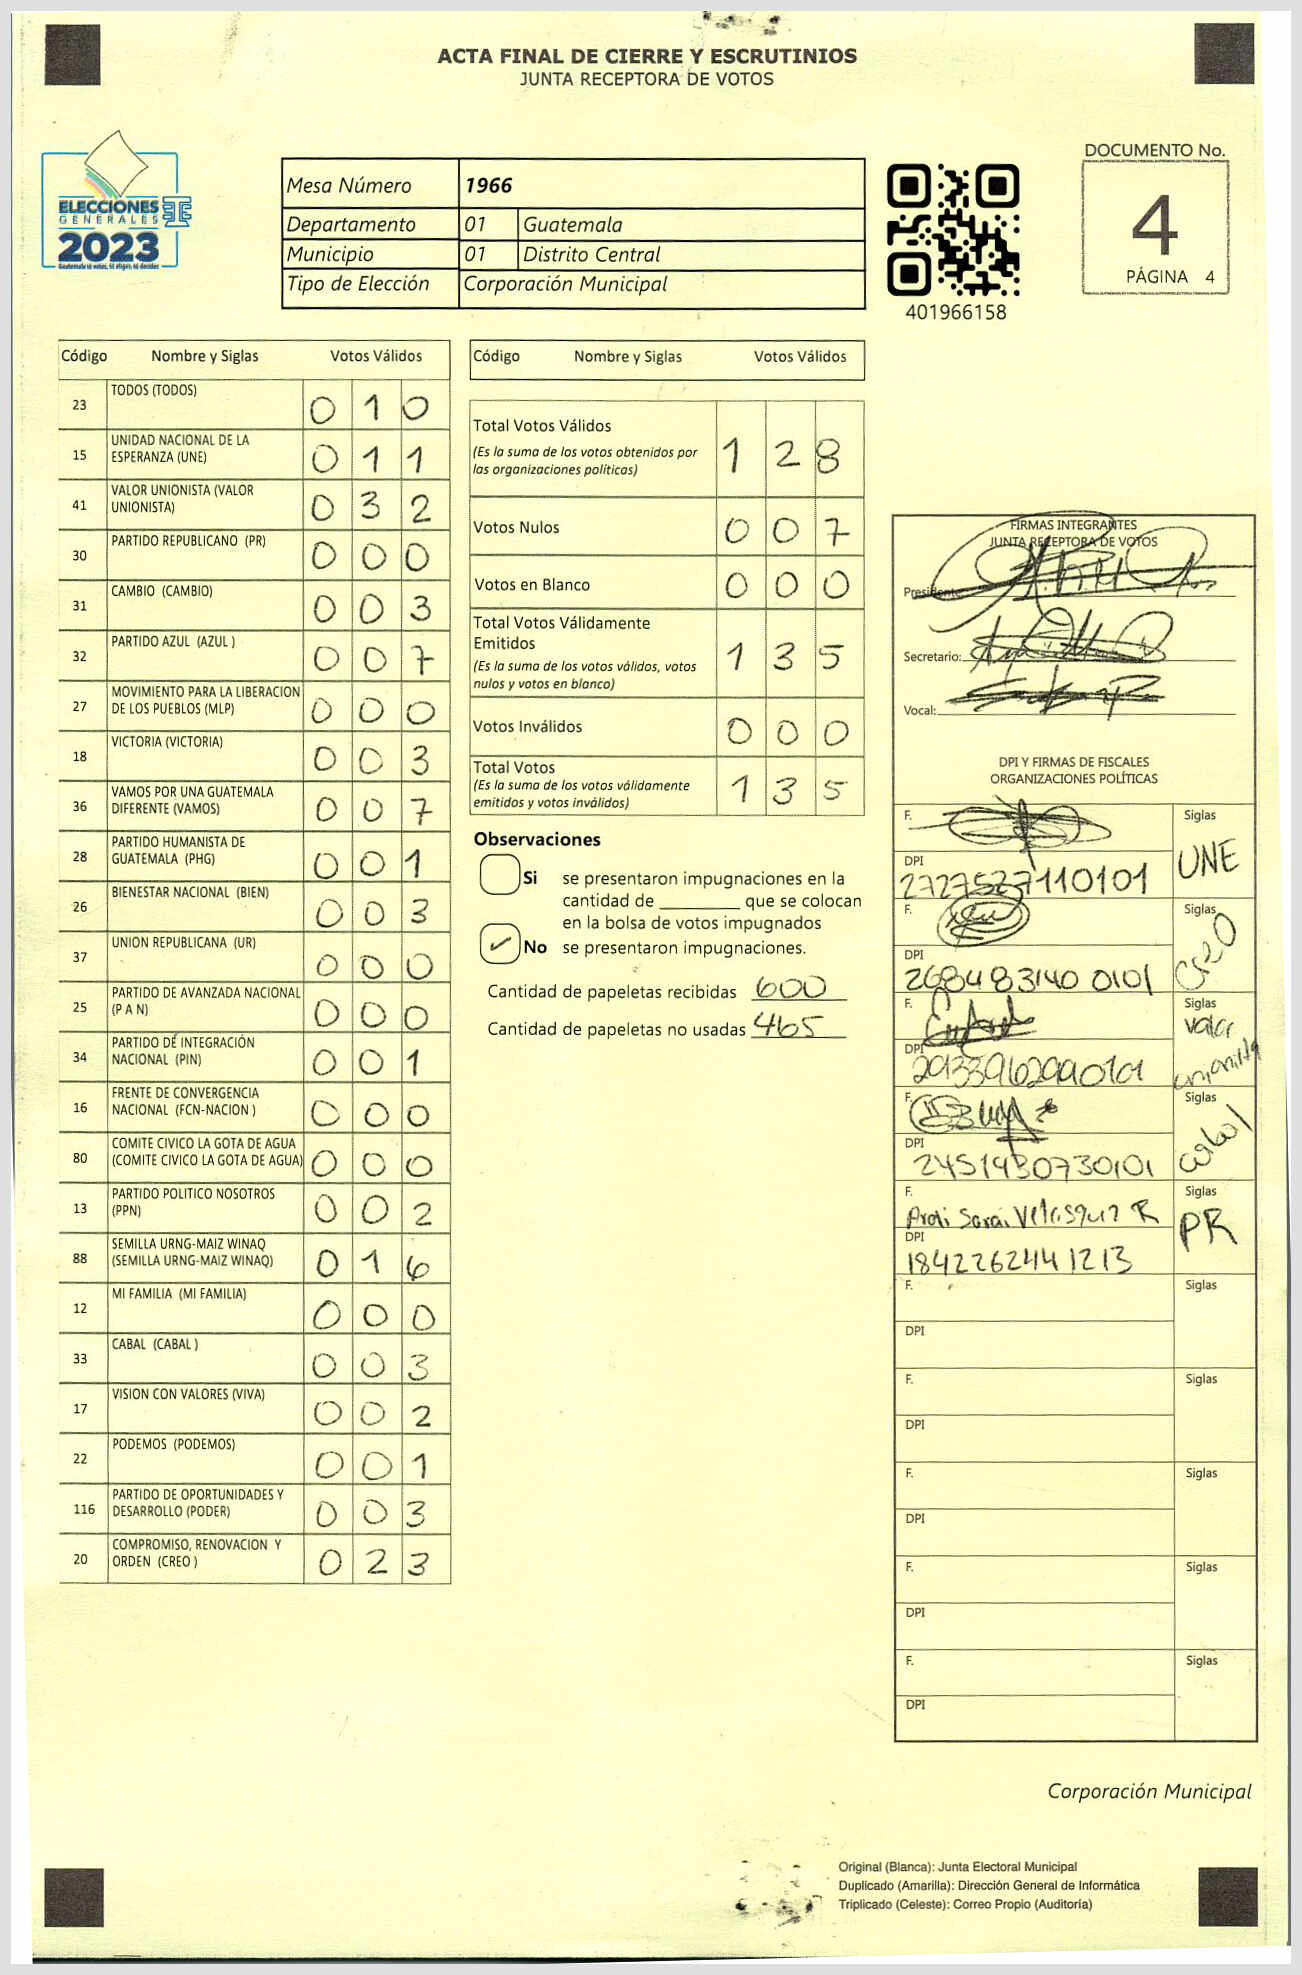 ACTA FINAL DE CIERRE Y ESCRUTINIOS
JUNTA RECEPTORA DE VOTOS
ELECCIONES
GENERALES
2023
Mesa Número 1966
Departamento 01 Guatemala
Municipio 01 Distrito Central
Tipo de Elección Corporación Municipal
401966158
DOCUMENTO No.
4
PÁGINA 4
Código Nombre y Siglas Votos Válidos
23 TODOS (TODOS) 0 1 0
15 UNIDAD NACIONAL DE LA
ESPERANZA (UNE) 0 1 1
41 VALOR UNIONISTA (VALOR
UNIONISTA) 0 3 2
30 PARTIDO REPUBLICANO (PR) 0 0 0
31 CAMBIO (CAMBIO) 0 0 3
32 PARTIDO AZUL (AZUL ) 0 0 7
27 MOVIMIENTO PARA LA LIBERACION
DE LOS PUEBLOS (MLP) 0 0 0
18 VICTORIA (VICTORIA) 0 0 3
36 VAMOS POR UNA GUATEMALA
DIFERENTE (VAMOS) 0 0 7
28 PARTIDO HUMANISTA DE
GUATEMALA (PHG) 0 0 1
26 BIENESTAR NACIONAL (BIEN) 0 0 3
37 UNION REPUBLICANA (UR) 0 0 0
25 PARTIDO DE AVANZADA NACIONAL
(P A N) 0 0 0
34 PARTIDO DE INTEGRACIÓN
NACIONAL (PIN) 0 0 1
16 FRENTE DE CONVERGENCIA
NACIONAL (FCN-NACION ) 0 0 0
80 COMITE CIVICO LA GOTA DE AGUA
(COMITE CIVICO LA GOTA DE AGUA) 0 0 0
13 PARTIDO POLITICO NOSOTROS
(PPN) 0 0 2
88 SEMILLA URNG-MAIZ WINAQ
(SEMILLA URNG-MAIZ WINAQ) 0 1 6
12 MI FAMILIA (MI FAMILIA) 0 0 0
33 CABAL (CABAL ) 0 0 3
17 VISION CON VALORES (VIVA) 0 0 2
22 PODEMOS (PODEMOS) 0 0 1
116 PARTIDO DE OPORTUNIDADES Y
DESARROLLO (PODER) 0 0 3
20 COMPROMISO, RENOVACION Y
ORDEN (CREO ) 0 2 3
Código Nombre y Siglas Votos Válidos
Total Votos Válidos 1 2 8
(Es la suma de los votos obtenidos por
las organizaciones políticas)
Votos Nulos 0 0 7
Votos en Blanco 0 0 0
Total Votos Válidamente
Emitidos 1 3 5
(Es la suma de los votos válidos, votos
nulos y votos en blanco)
Votos Inválidos 0 0 0
Total Votos 1 3 5
(Es la suma de los votos válidamente
emitidos y votos inválidos)
Observaciones
Si se presentaron impugnaciones en la
cantidad de ________ que se colocan
en la bolsa de votos impugnados
No se presentaron impugnaciones.
Cantidad de papeletas recibidas 600
Cantidad de papeletas no usadas 465
FIRMAS INTEGRANTES
JUNTA RECEPTORA DE VOTOS
Presidente:
Secretario:
Vocal:
DPI Y FIRMAS DE FISCALES
ORGANIZACIONES POLÍTICAS
F. Siglas
UNE
DPI
2727527110101
F. Siglas
CREO
DPI
2684831400101
F. Siglas
Valor
unionista
DPI
2933962990101
F. Siglas
cabal
DPI
2451430730101
F. Siglas
PR
DPI
1842262441213
F. Siglas
DPI
F. Siglas
DPI
F. Siglas
DPI
F. Siglas
DPI
F. Siglas
DPI
Corporación Municipal
Original (Blanca): Junta Electoral Municipal
Duplicado (Amarilla): Dirección General de Informática
Triplicado (Celeste): Correo Propio (Auditoría)